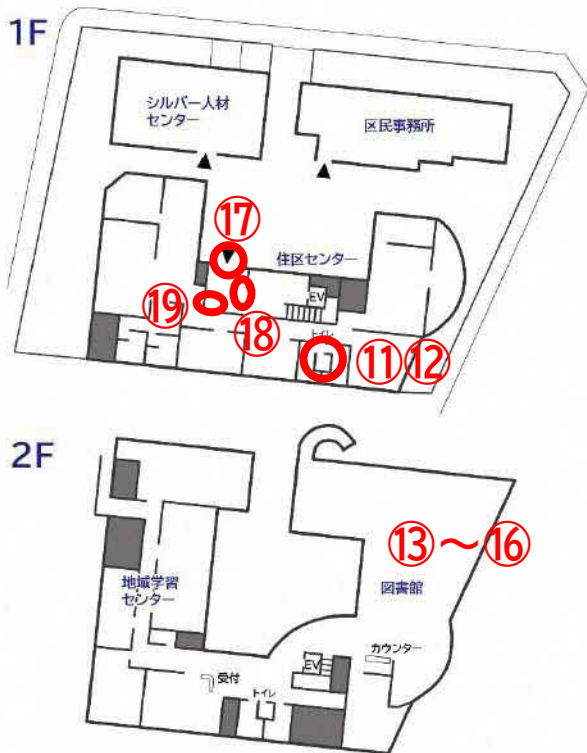 1F
シルバー人材
センター
区民事務所
⑰
住区センター
⑲
⑱
EV
トイレ
⑪⑫
2F
⑬～⑯
地域学習
センター
図書館
カウンター
EV
受付
トイレ